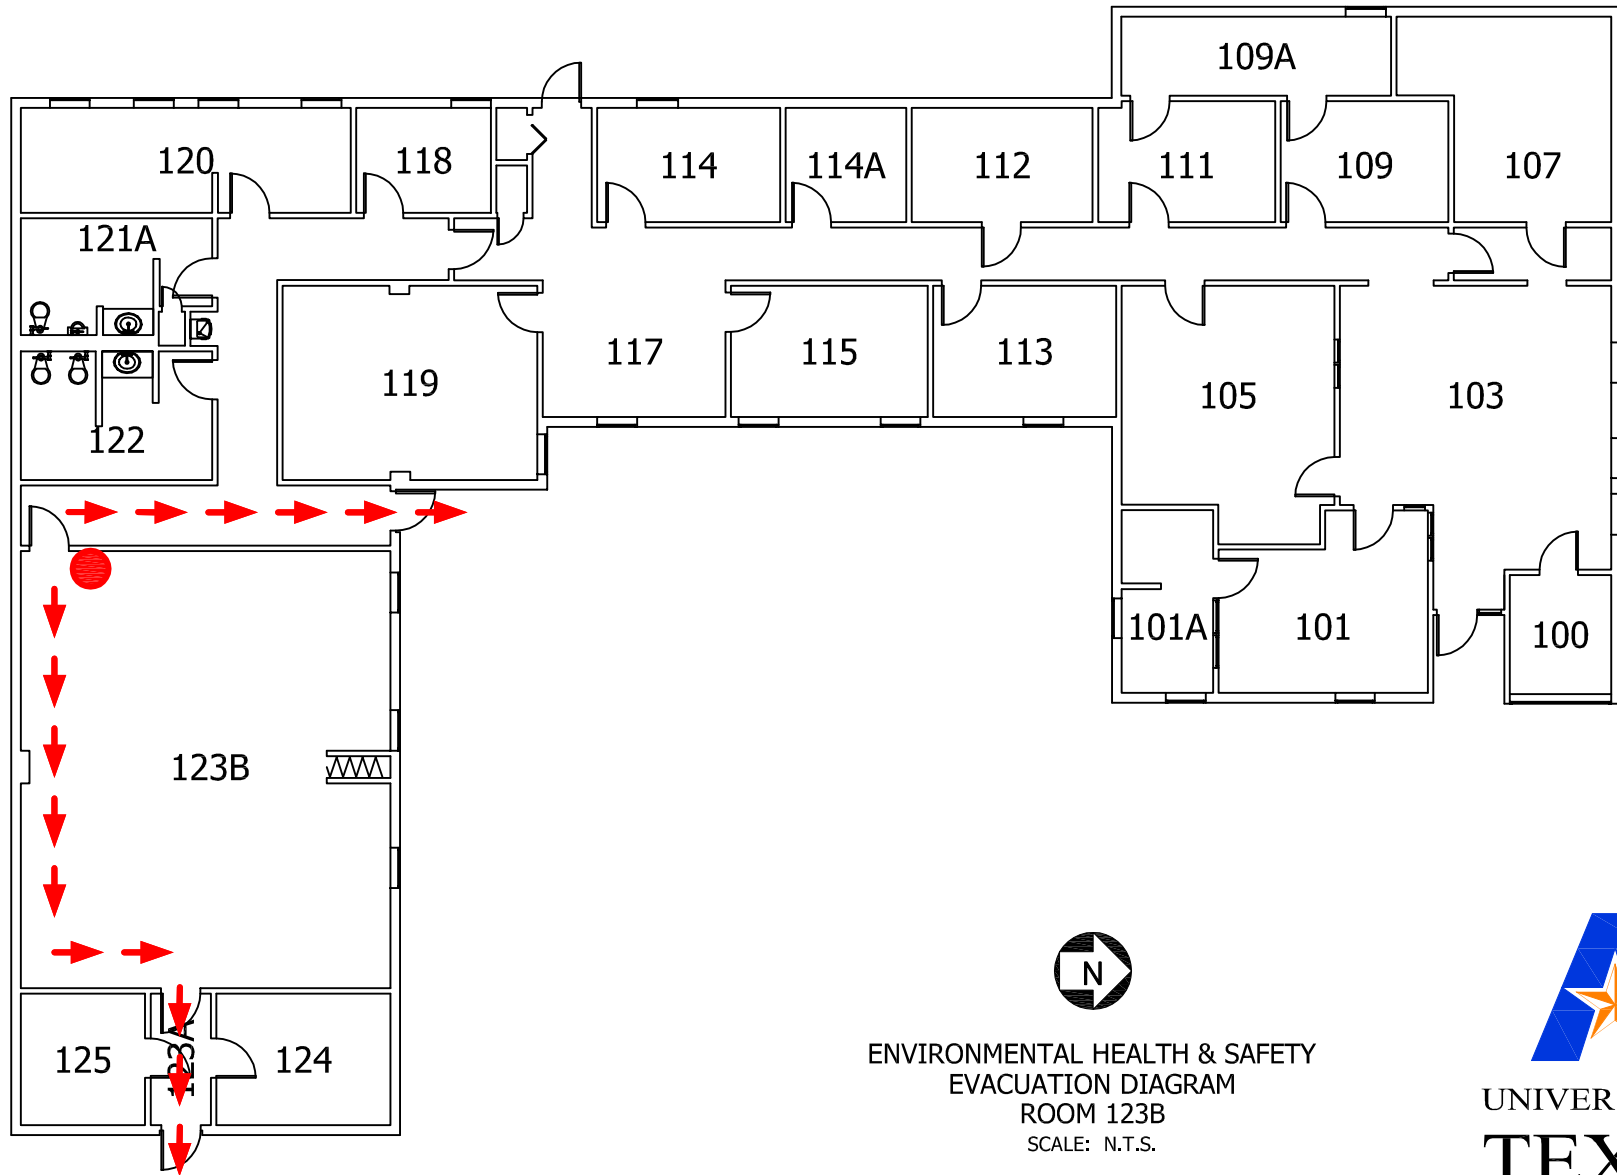 109A
120
118
114
114A
112
111
109
107
121A
117
115
113
119
105
103
122
101A
101
100
123B
125
123A
124
N
ENVIRONMENTAL HEALTH & SAFETY
EVACUATION DIAGRAM
ROOM 123B
SCALE: N.T.S.
UNIVER
TEX